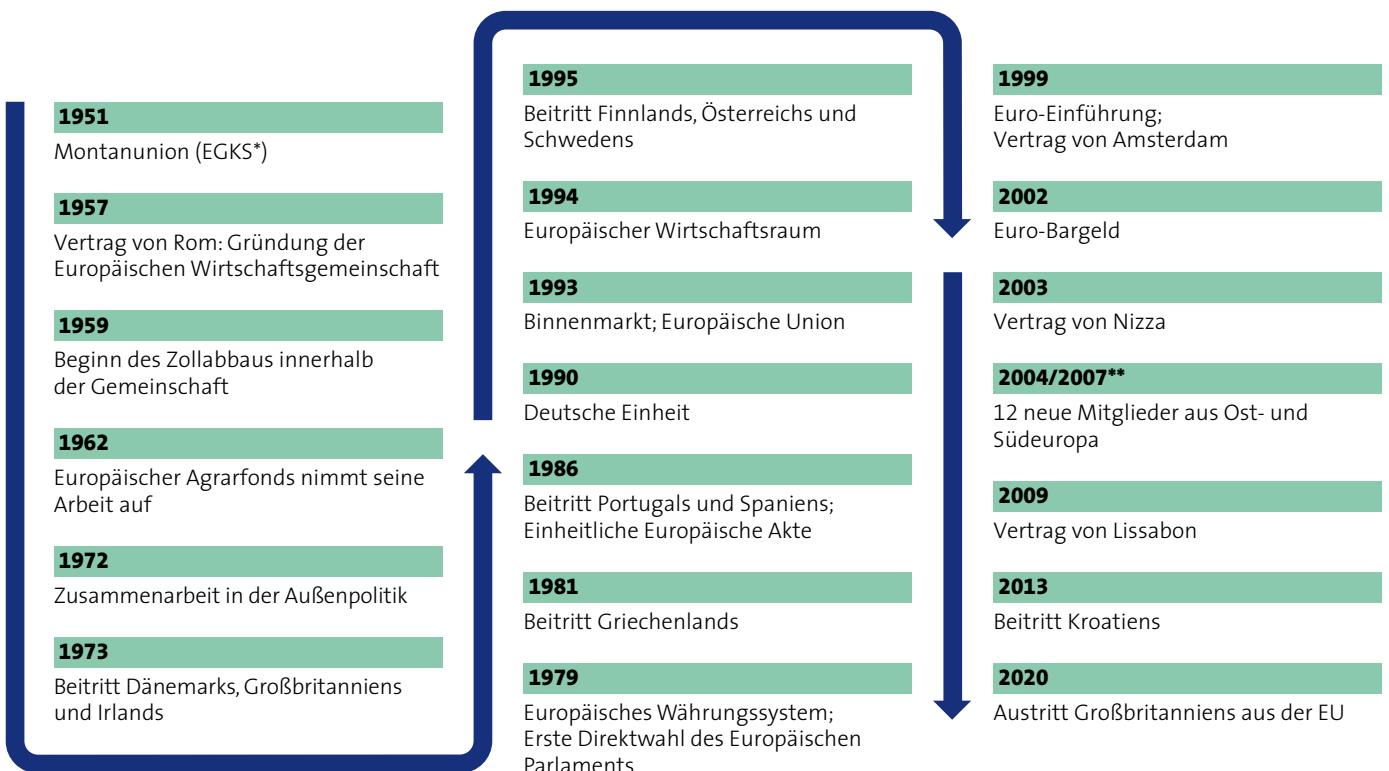 1951
Montanunion (EGKS*)
1957
Vertrag von Rom: Gründung der
Europäischen Wirtschaftsgemeinschaft
1959
Beginn des Zollabbaus innerhalb
der Gemeinschaft
1962
Europäischer Agrarfonds nimmt seine
Arbeit auf
1972
Zusammenarbeit in der Außenpolitik
1973
Beitritt Dänemarks, Großbritanniens
und Irlands
1995
Beitritt Finnlands, Österreichs und
Schwedens
1994
Europäischer Wirtschaftsraum
1993
Binnenmarkt; Europäische Union
1990
Deutsche Einheit
1986
Beitritt Portugals und Spaniens;
Einheitliche Europäische Akte
1981
Beitritt Griechenlands
1979
Europäisches Währungssystem;
Erste Direktwahl des Europäischen
Parlaments
1999
Euro-Einführung;
Vertrag von Amsterdam
2002
Euro-Bargeld
2003
Vertrag von Nizza
2004/2007**
12 neue Mitglieder aus Ost- und
Südeuropa
2009
Vertrag von Lissabon
2013
Beitritt Kroatiens
2020
Austritt Großbritanniens aus der EU